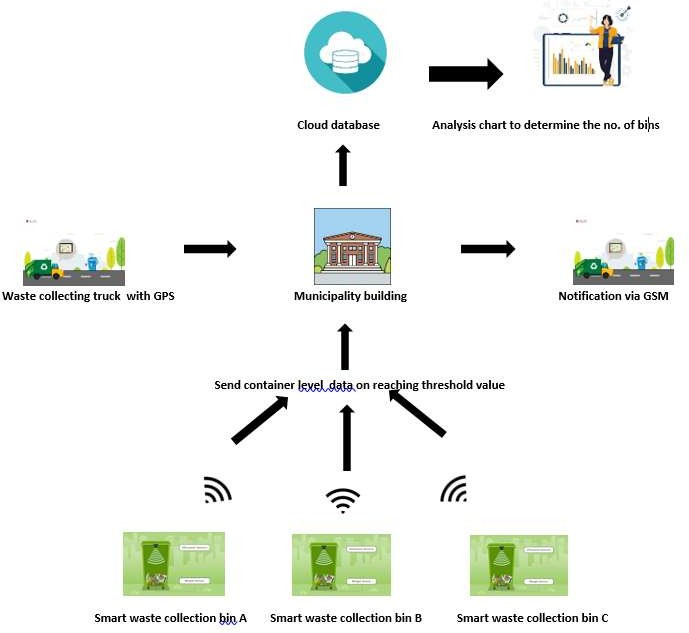 Cloud database
Analysis chart to determine the no. of bins
Waste collecting truck with GPS
Municipality building
Notification via GSM
Send container level data on reaching threshold value
Smart waste collection bin A
Smart waste collection bin B
Smart waste collection bin C